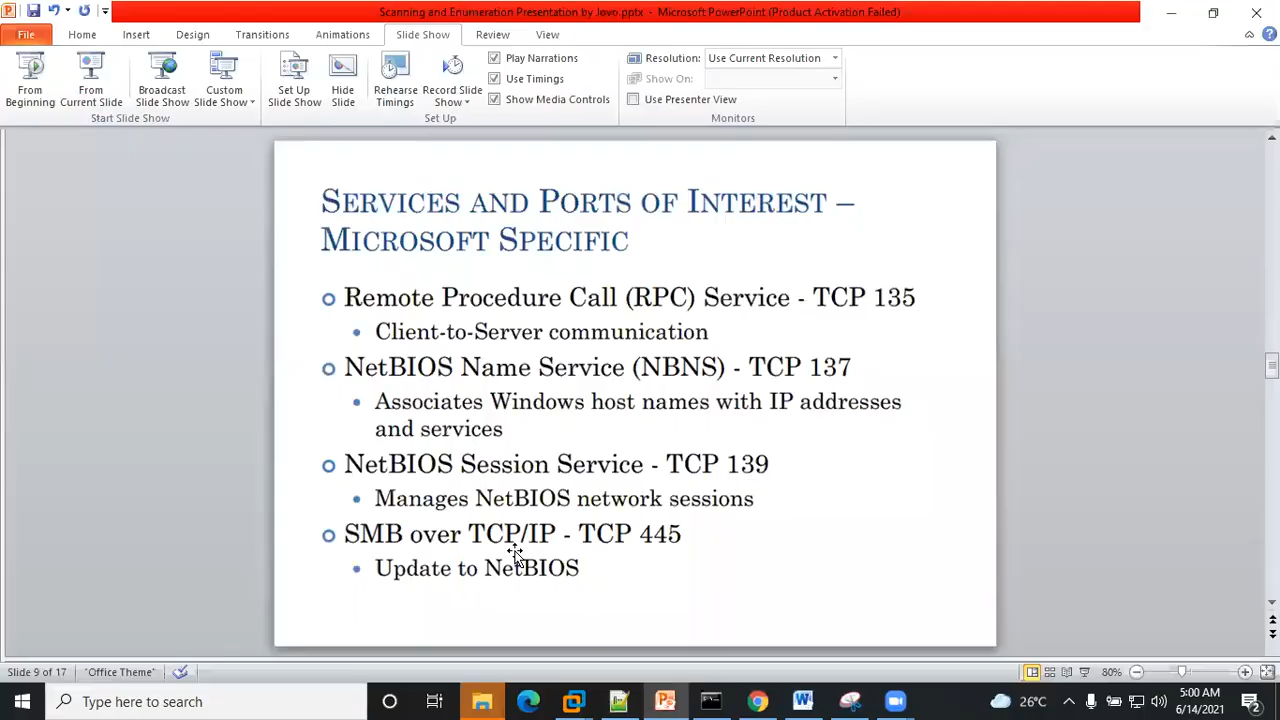 Scanning and Enumeration Presentation by Jovo.pptx - Microsoft PowerPoint (Product Activation Failed)
File Home Insert Design Transitions Animations Slide Show Review View
From Beginning
From Current Slide
Broadcast Slide Show
Custom Slide Show
Start Slide Show
Set Up Slide Show
Hide Slide
Rehearse Timings
Record Slide Show
Play Narrations
Use Timings
Show Media Controls
Set Up
Resolution: Use Current Resolution
Show On:
Use Presenter View
Monitors
SERVICES AND PORTS OF INTEREST –
MICROSOFT SPECIFIC
Remote Procedure Call (RPC) Service - TCP 135
Client-to-Server communication
NetBIOS Name Service (NBNS) - TCP 137
Associates Windows host names with IP addresses
and services
NetBIOS Session Service - TCP 139
Manages NetBIOS network sessions
SMB over TCP/IP - TCP 445
Update to NetBIOS
Slide 9 of 17 "Office Theme" 80%
Type here to search
26°C
5:00 AM
6/14/2021
2